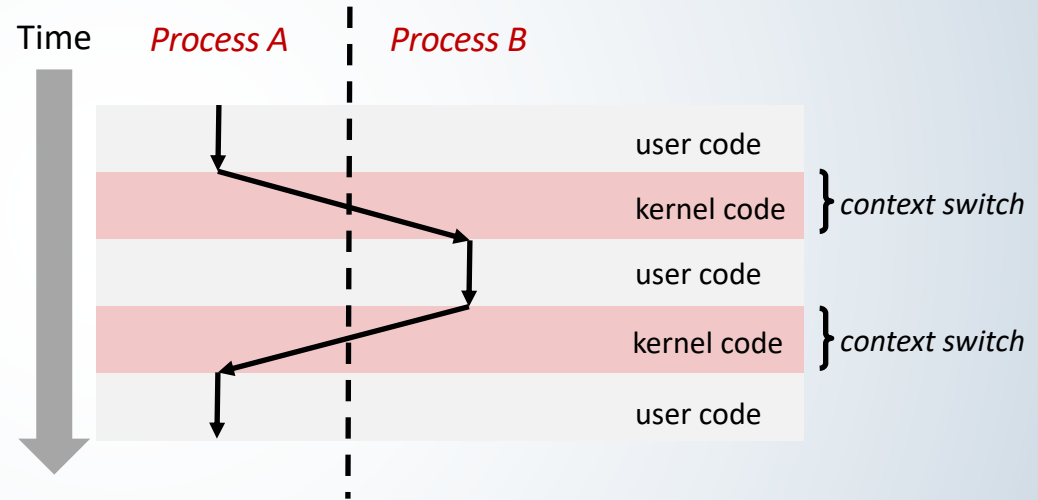 Time
Process A
Process B
user code
kernel code
context switch
user code
kernel code
context switch
user code